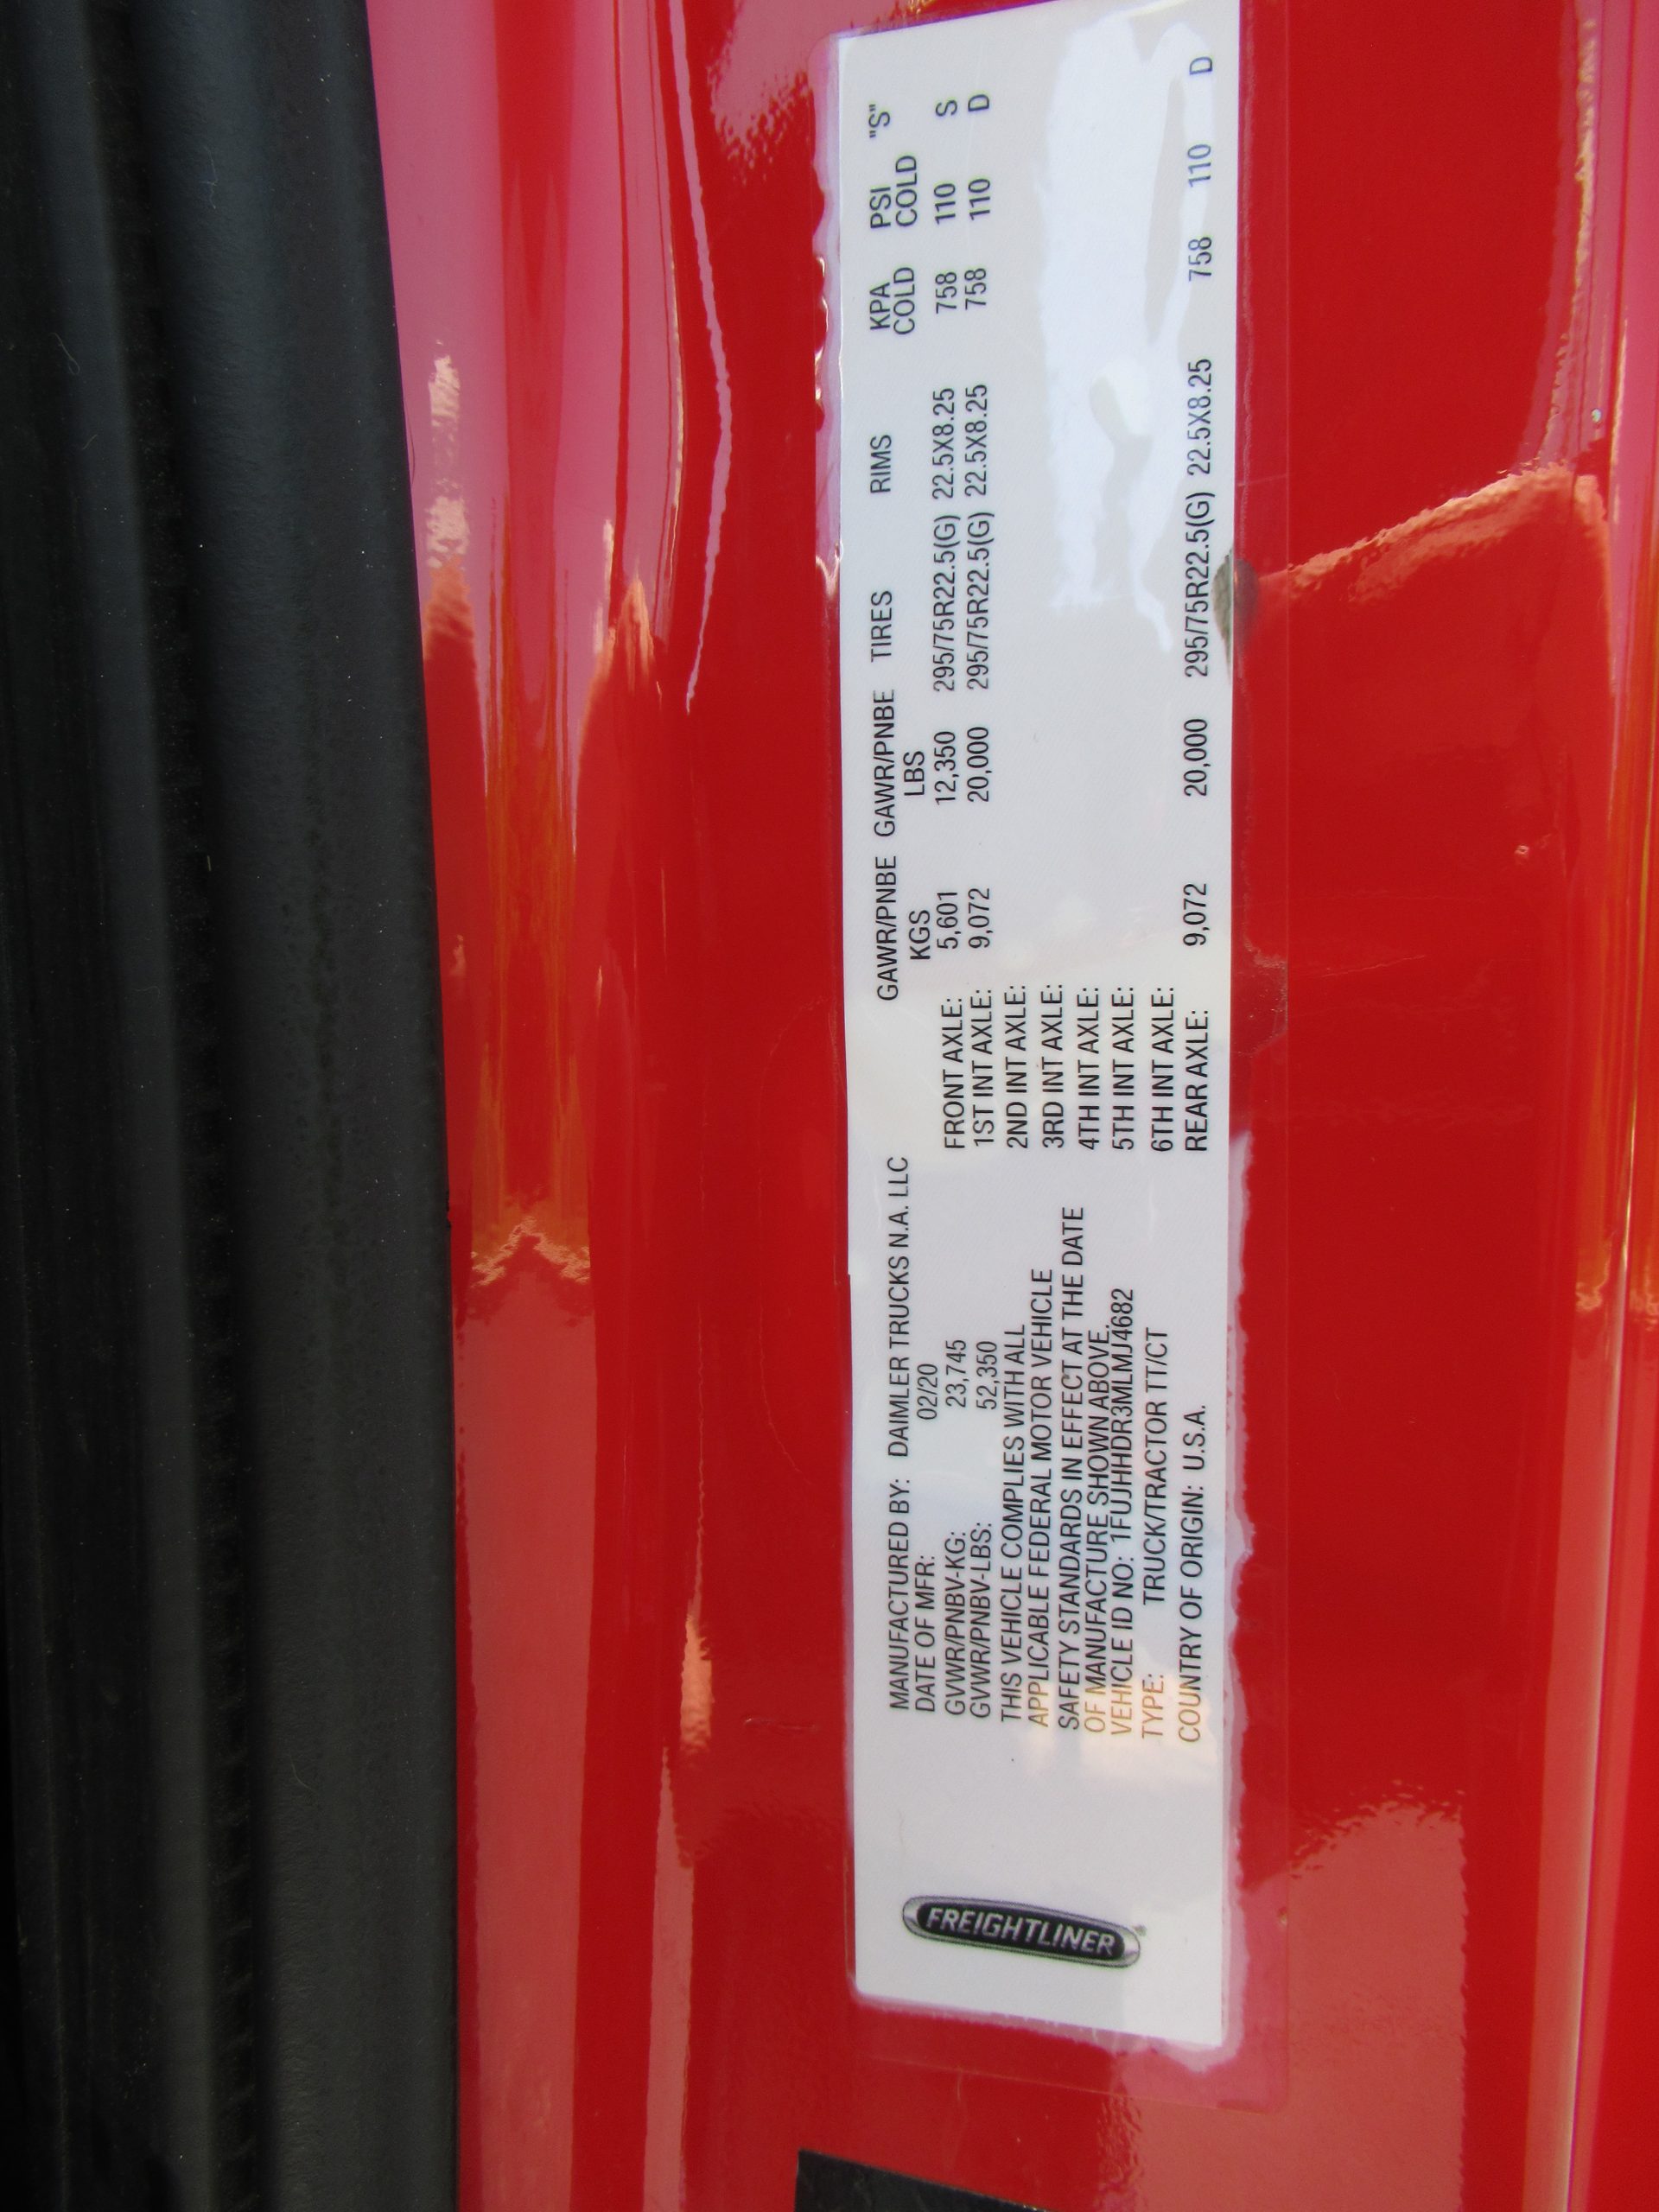 FREIGHTLINER®
MANUFACTURED BY: DAIMLER TRUCKS N.A. LLC
DATE OF MFR: 02/20
GVWR/PNBV-KG: 23,745
GVWR/PNBV-LBS: 52,350
THIS VEHICLE COMPLIES WITH ALL
APPLICABLE FEDERAL MOTOR VEHICLE
SAFETY STANDARDS IN EFFECT AT THE DATE
OF MANUFACTURE SHOWN ABOVE.
VEHICLE ID NO: 1FUJHHDR3MLMJ4682
TYPE: TRUCK/TRACTOR TT/CT
COUNTRY OF ORIGIN: U.S.A.
GAWR/PNBE GAWR/PNBE TIRES RIMS KPA PSI "S"
KGS LBS COLD COLD
FRONT AXLE: 5,601 12,350 295/75R22.5(G) 22.5X8.25 758 110 S
1ST INT AXLE: 9,072 20,000 295/75R22.5(G) 22.5X8.25 758 110 D
2ND INT AXLE:
3RD INT AXLE:
4TH INT AXLE:
5TH INT AXLE:
6TH INT AXLE:
REAR AXLE: 9,072 20,000 295/75R22.5(G) 22.5X8.25 758 110 D